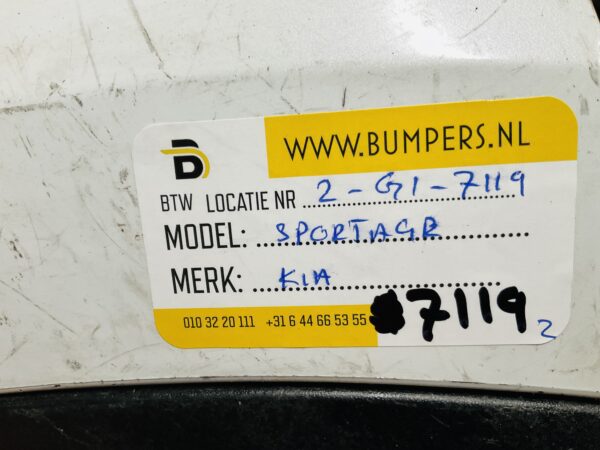 WWW.BUMPERS.NL
BTW LOCATIE NR 2-G1-7119
MODEL: SPORTAGE
MERK: KIA
010 32 20 111 +31 6 44 66 53 55 7119 2